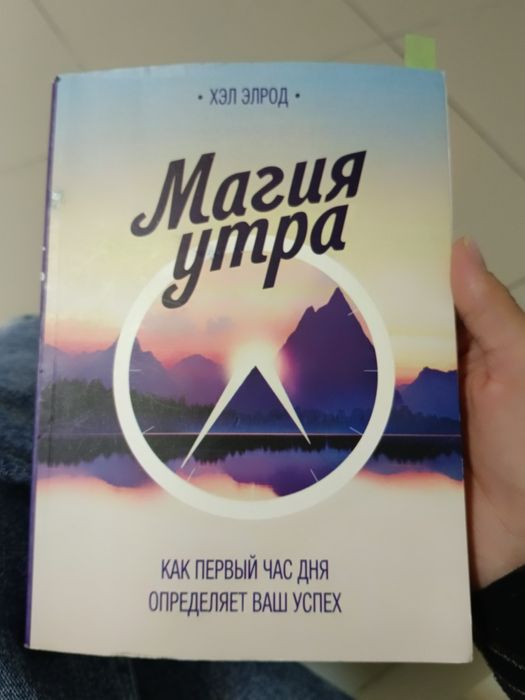 • ХЭЛ ЭЛРОД •
Магия
утра
КАК ПЕРВЫЙ ЧАС ДНЯ
ОПРЕДЕЛЯЕТ ВАШ УСПЕХ